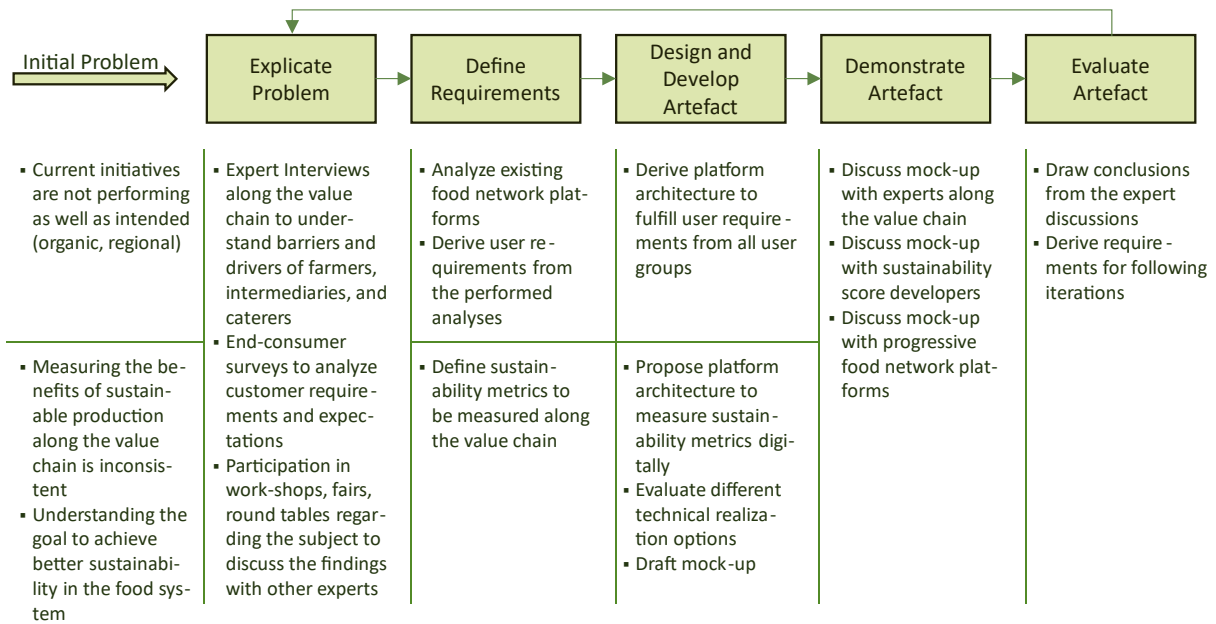 Initial Problem
Explicate
Problem
Define
Requirements
Design and
Develop
Artefact
Demonstrate
Artefact
Evaluate
Artefact
▪ Current initiatives
are not performing
as well as intended
(organic, regional)
▪ Measuring the be-
nefits of sustain-
able production
along the value
chain is inconsis-
tent
▪ Understanding the
goal to achieve
better sustainabi-
lity in the food sys-
tem
▪ Expert Interviews
along the value
chain to under-
stand barriers and
drivers of farmers,
intermediaries, and
caterers
▪ End-consumer
surveys to analyze
customer require-
ments and expec-
tations
▪ Participation in
work-shops, fairs,
round tables regar-
ding the subject to
discuss the findings
with other experts
▪ Analyze existing
food network plat-
forms
▪ Derive user re-
quirements from
the performed
analyses
▪ Define sustain-
ability metrics to
be measured along
the value chain
▪ Derive platform
architecture to
fulfill user require-
ments from all user
groups
▪ Propose platform
architecture to
measure sustain-
ability metrics digi-
tally
▪ Evaluate different
technical realiza-
tion options
▪ Draft mock-up
▪ Discuss mock-up
with experts along
the value chain
▪ Discuss mock-up
with sustainability
score developers
▪ Discuss mock-up
with progressive
food network plat-
forms
▪ Draw conclusions
from the expert
discussions
▪ Derive require-
ments for following
iterations